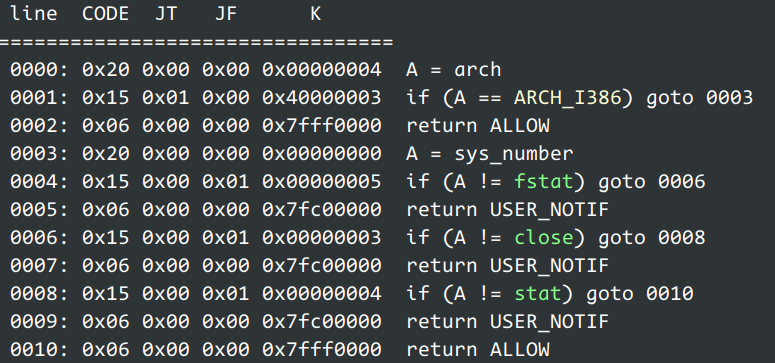 line CODE JT JF K
=================================
0000: 0x20 0x00 0x00 0x00000004 A = arch
0001: 0x15 0x01 0x00 0x40000003 if (A == ARCH_I386) goto 0003
0002: 0x06 0x00 0x00 0x7fff0000 return ALLOW
0003: 0x20 0x00 0x00 0x00000000 A = sys_number
0004: 0x15 0x00 0x01 0x00000005 if (A != fstat) goto 0006
0005: 0x06 0x00 0x00 0x7fc00000 return USER_NOTIF
0006: 0x15 0x00 0x01 0x00000003 if (A != close) goto 0008
0007: 0x06 0x00 0x00 0x7fc00000 return USER_NOTIF
0008: 0x15 0x00 0x01 0x00000004 if (A != stat) goto 0010
0009: 0x06 0x00 0x00 0x7fc00000 return USER_NOTIF
0010: 0x06 0x00 0x00 0x7fff0000 return ALLOW